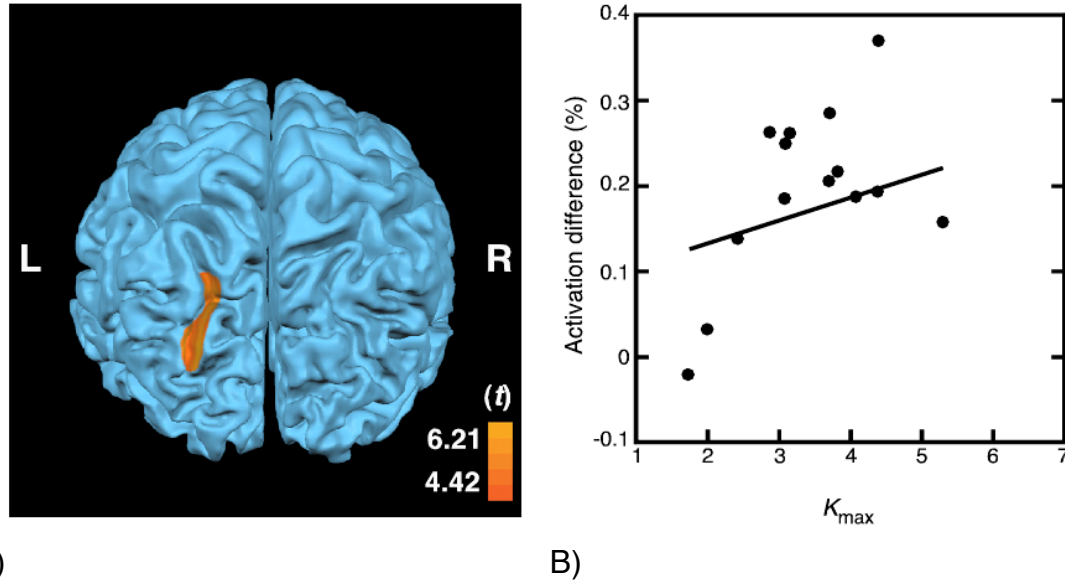 L
R
(t)
6.21
4.42
)
Activation difference (%)
0.4
0.3
0.2
0.1
0
-0.1
1 2 3 4 5 6 7
Kmax
B)